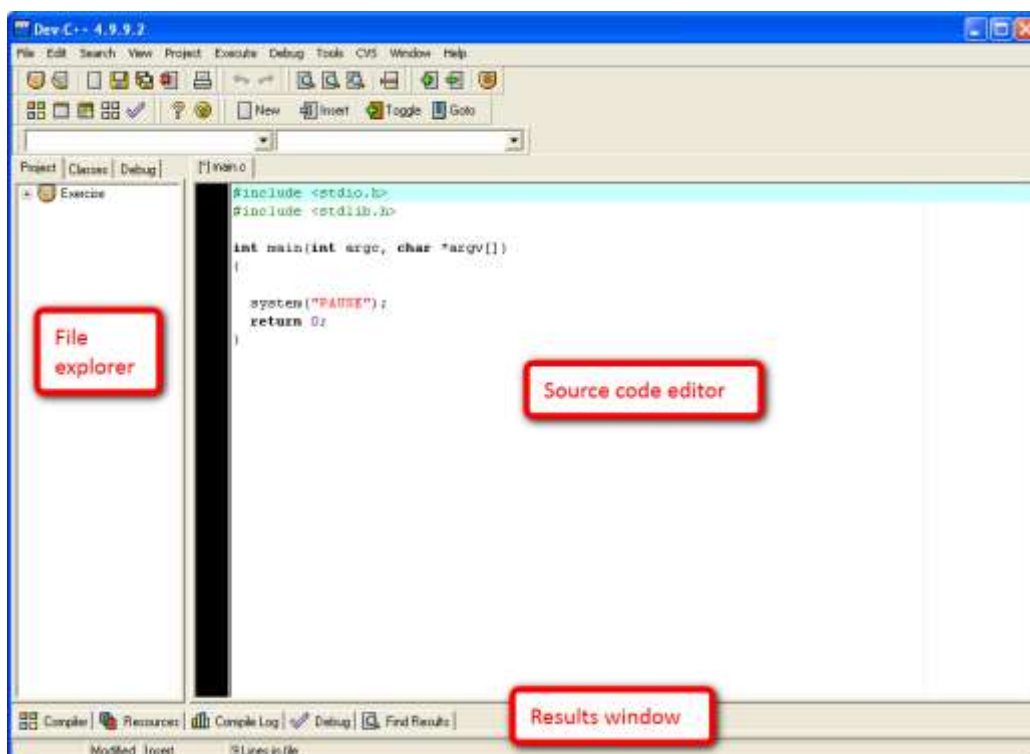 Dev-C++ 4.9.9.2
File Edit Search View Project Execute Debug Tools CVS Window Help
New Insert Toggle Goto
Project Classes Debug
[*] main.c
Exercise
#include <stdio.h>
#include <stdlib.h>
int main(int argc, char *argv[])
{
system("PAUSE");
return 0;
}
File
explorer
Source code editor
Results window
Compiler Resources Compile Log Debug Find Results
Modified Insert 9 Lines in file